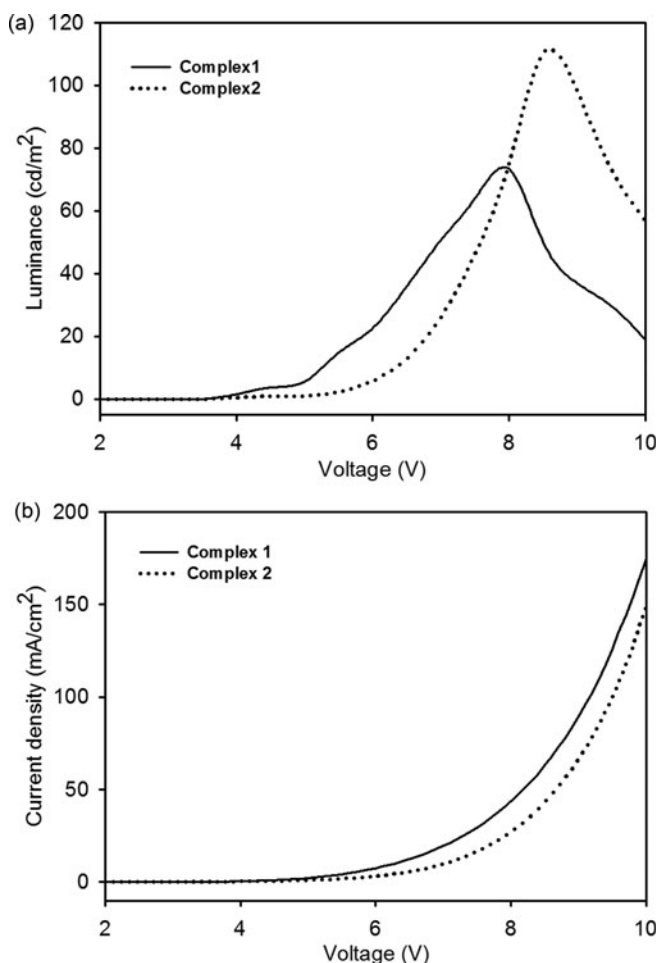 (a)
120
100
80
60
40
20
0
Luminance (cd/m²)
Complex1
Complex2
2 4 6 8 10
Voltage (V)
(b)
200
150
100
50
0
Current density (mA/cm²)
Complex 1
Complex 2
2 4 6 8 10
Voltage (V)